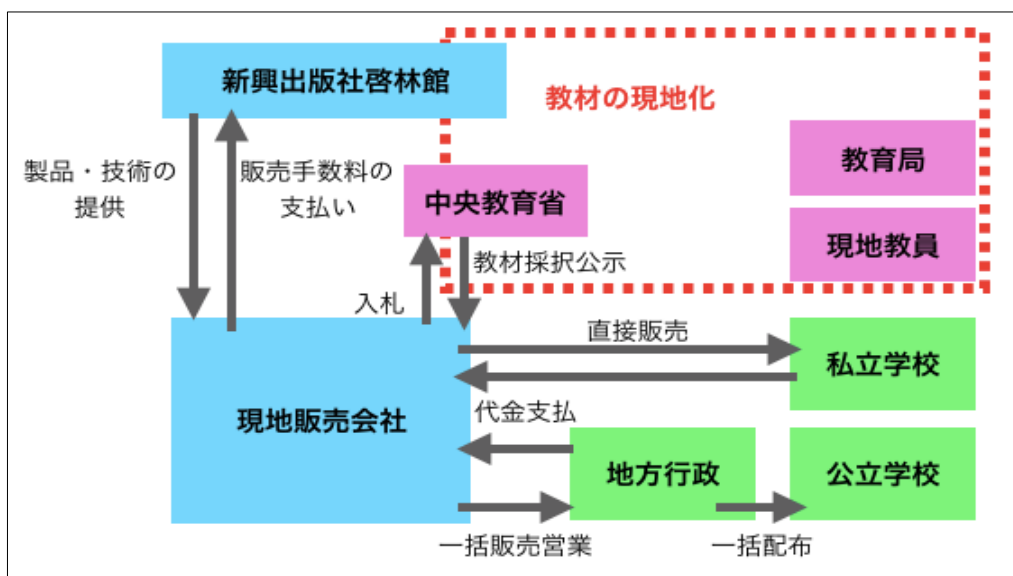 新興出版社啓林館
教材の現地化
教育局
製品・技術の
提供
販売手数料の
支払い
中央教育省
現地教員
教材採択公示
入札
直接販売
私立学校
現地販売会社
代金支払
地方行政
公立学校
一括販売営業
一括配布